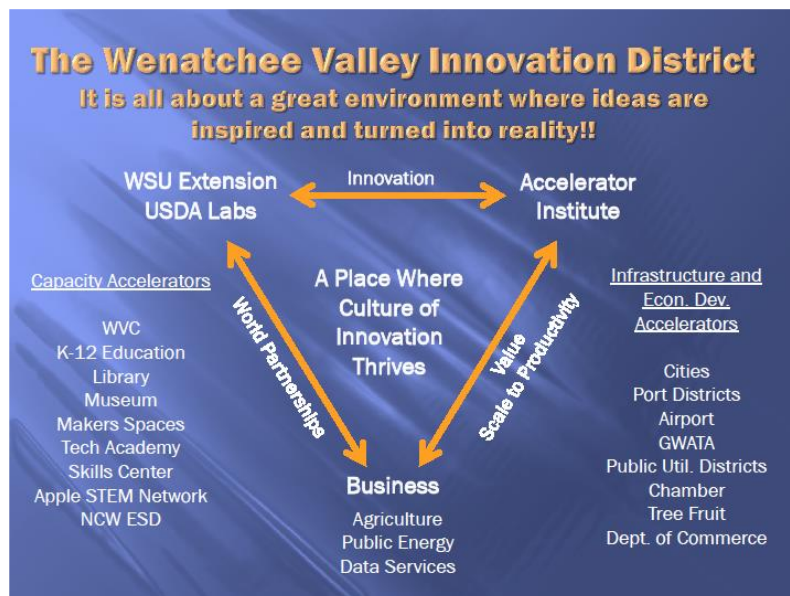 The Wenatchee Valley Innovation District
It is all about a great environment where ideas are
inspired and turned into reality!!
WSU Extension
USDA Labs
Innovation
Accelerator
Institute
Capacity Accelerators
WVC
K-12 Education
Library
Museum
Makers Spaces
Tech Academy
Skills Center
Apple STEM Network
NCW ESD
World Partnerships
A Place Where
Culture of
Innovation
Thrives
Value
Scale to Productivity
Infrastructure and
Econ. Dev.
Accelerators
Cities
Port Districts
Airport
GWATA
Public Util. Districts
Chamber
Tree Fruit
Dept. of Commerce
Business
Agriculture
Public Energy
Data Services